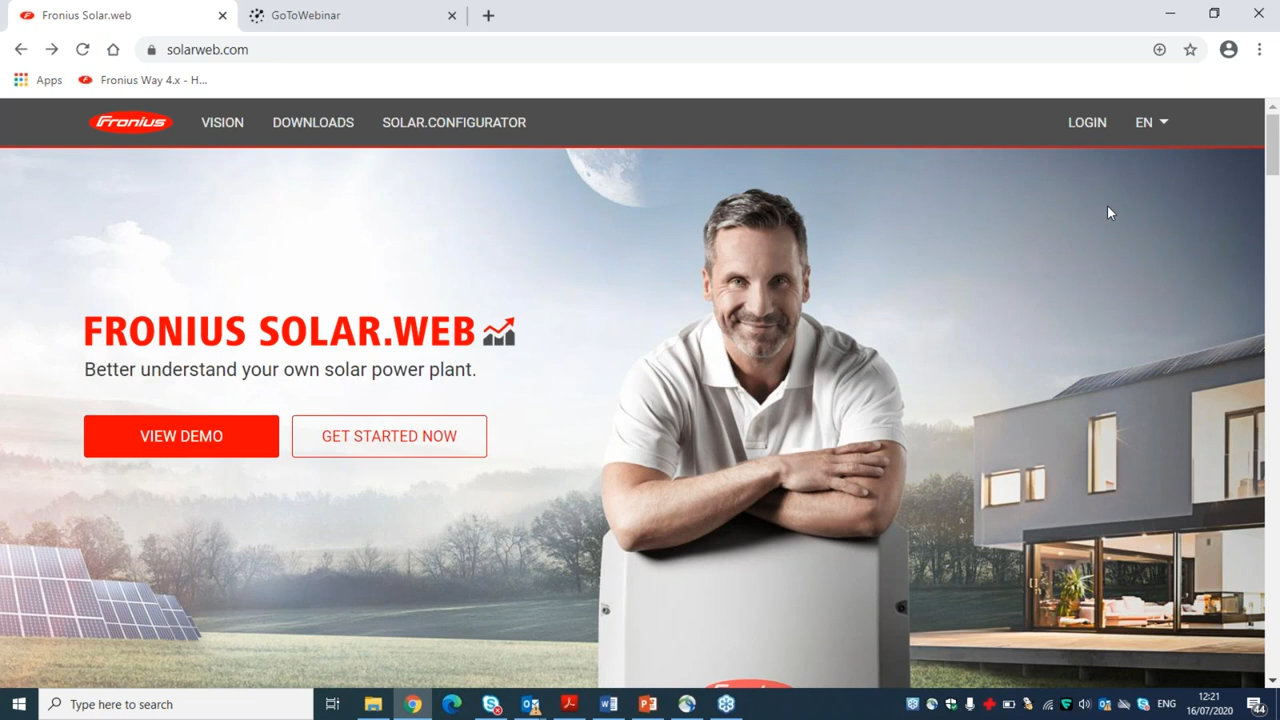 Fronius Solar.web
GoToWebinar
solarweb.com
Apps
Fronius Way 4.x - H...
Fronius
VISION
DOWNLOADS
SOLAR.CONFIGURATOR
LOGIN
EN
FRONIUS SOLAR.WEB
Better understand your own solar power plant.
VIEW DEMO
GET STARTED NOW
Type here to search
ENG
12:21
16/07/2020
44